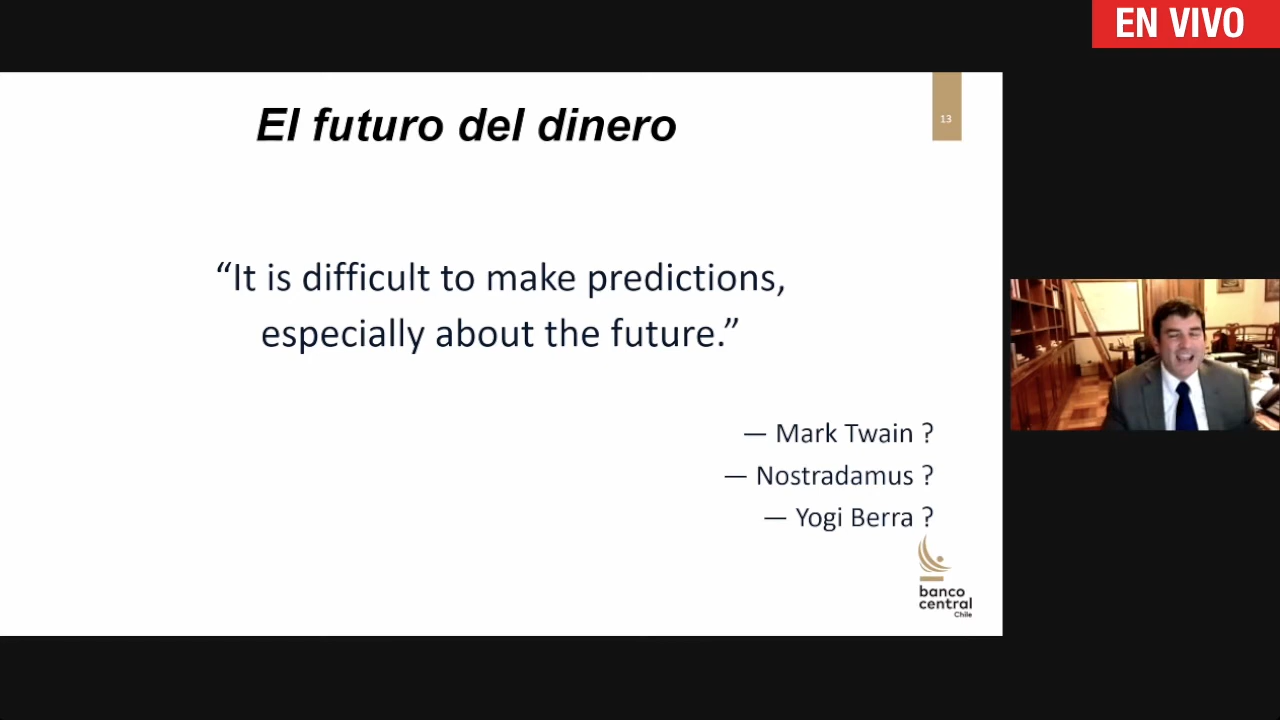 EN VIVO
El futuro del dinero
13
“It is difficult to make predictions,
especially about the future.”
— Mark Twain ?
— Nostradamus ?
— Yogi Berra ?
banco
central
Chile